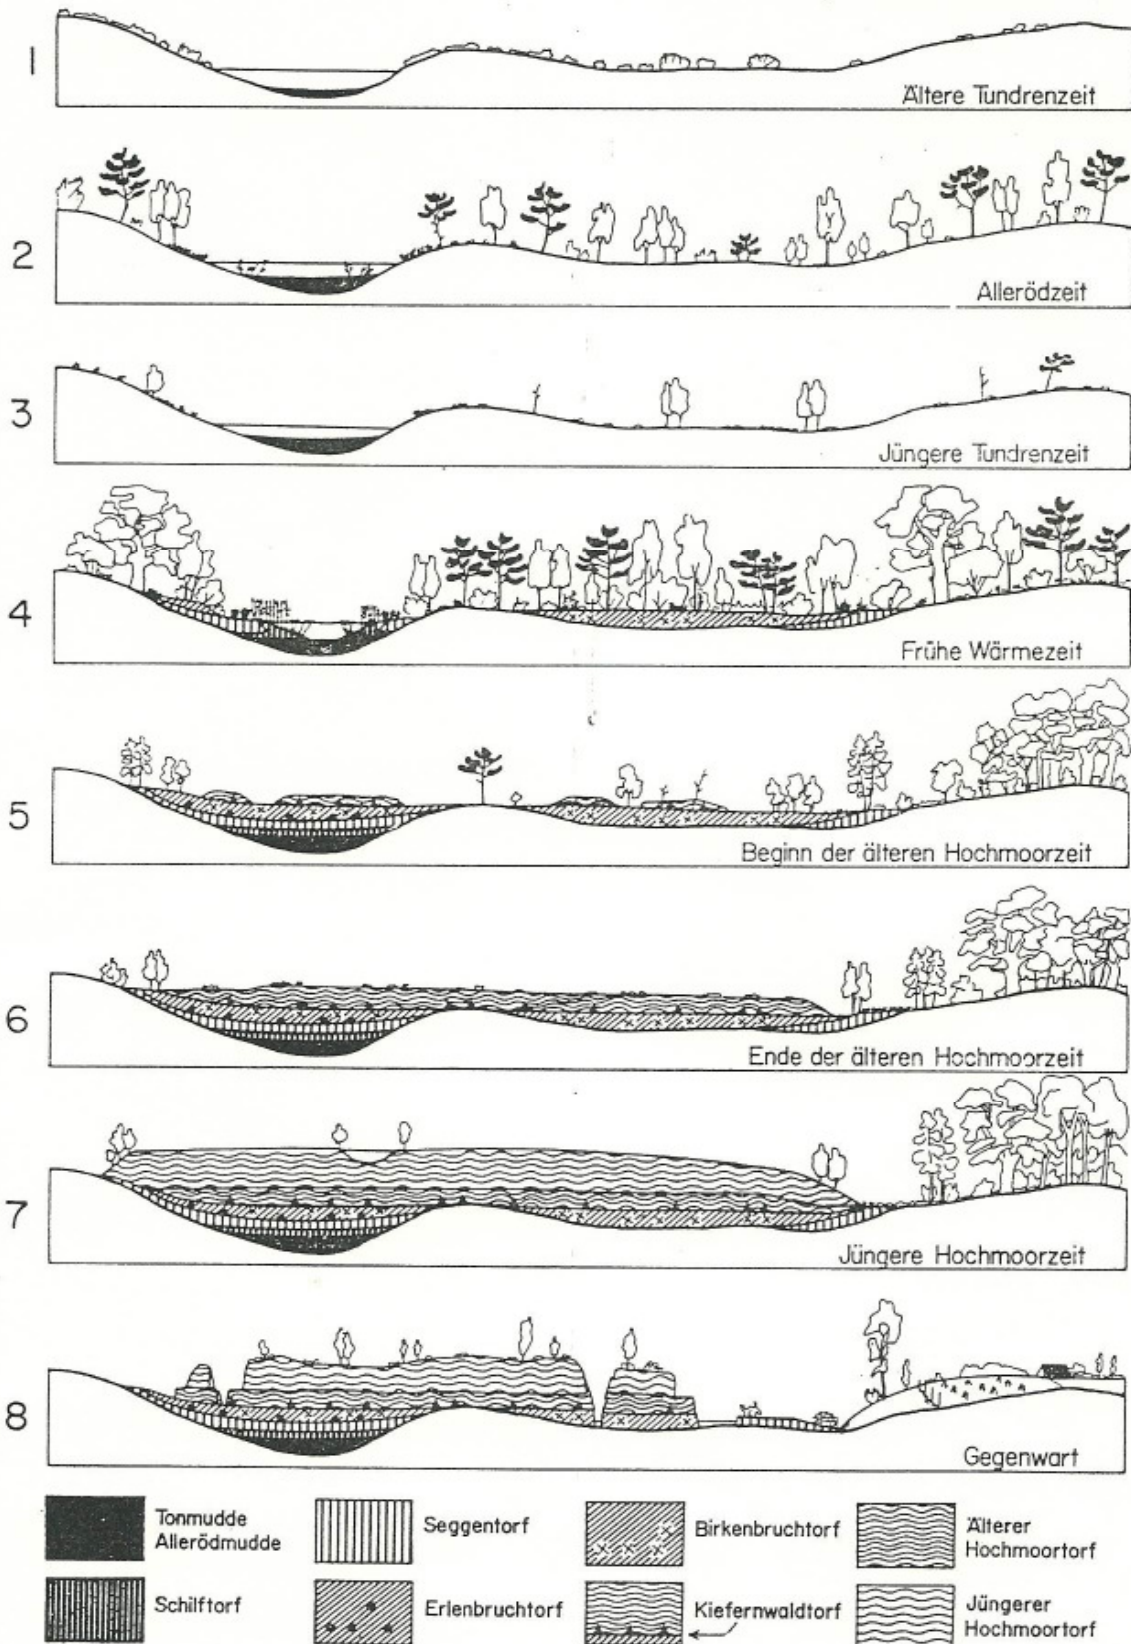 1
Ältere Tundrenzeit
2
Allerödzeit
3
Jüngere Tundrenzeit
4
Frühe Wärmezeit
5
Beginn der älteren Hochmoorzeit
6
Ende der älteren Hochmoorzeit
7
Jüngere Hochmoorzeit
8
Gegenwart
Tonmudde
Allerödmudde
Seggentorf
Birkenbruchtorf
Älterer
Hochmoortorf
Schilftorf
Erlenbruchtorf
Kiefernwaldtorf
Jüngerer
Hochmoortorf